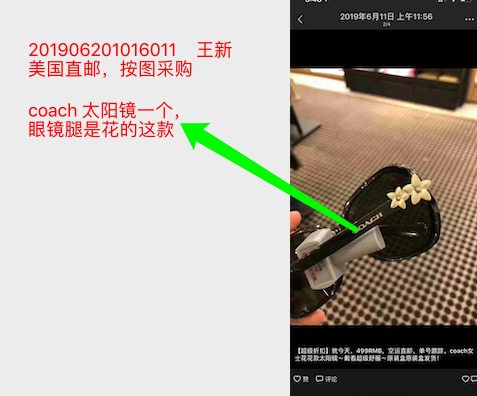 201906201016011 王新
美国直邮，按图采购
coach 太阳镜一个，
眼镜腿是花的这款
2019年6月11日 上午11:56
2/4
COACH
【超级折扣】就今天，499RMB，空运直邮，单号跟踪。coach女
士花花款太阳镜～戴着超级舒服～原装盒原装盒发货！
赞 评论